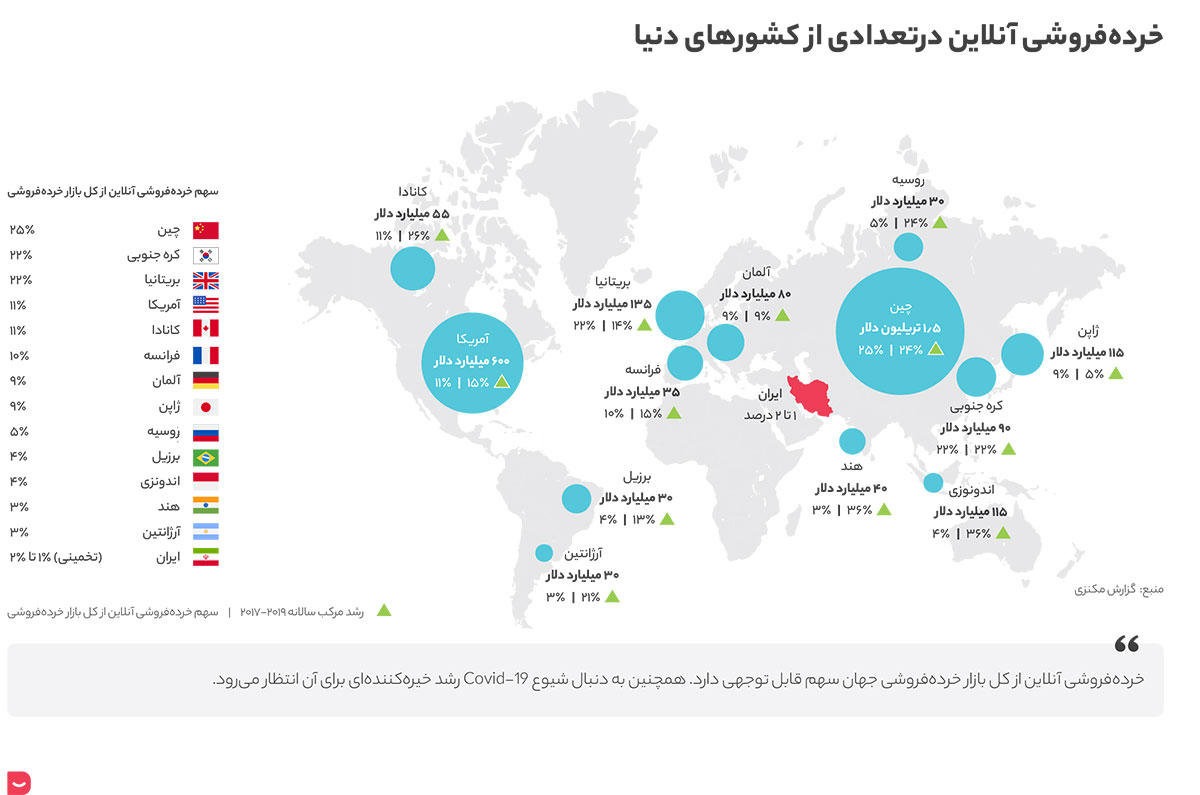 خرده‌فروشی آنلاین درتعدادی از کشورهای دنیا
روسیه
۳۰ میلیارد دلار
۲۴% | ۵%
کانادا
۵۵ میلیارد دلار
۲۶% | ۱۱%
آلمان
۸۰ میلیارد دلار
۹% | ۹%
بریتانیا
۱۳۵ میلیارد دلار
۱۴% | ۲۲%
چین
۱٫۵ تریلیون دلار
۲۴% | ۲۵%
ژاپن
۱۱۵ میلیارد دلار
۵% | ۹%
آمریکا
۶۰۰ میلیارد دلار
۱۵% | ۱۱%
فرانسه
۳۵ میلیارد دلار
۱۵% | ۱۰%
ایران
۱ تا ۲ درصد
کره جنوبی
۹۰ میلیارد دلار
۲۲% | ۲۲%
هند
۴۰ میلیارد دلار
۳۶% | ۳%
اندونوزی
۱۱۵ میلیارد دلار
۳۶% | ۴%
برزیل
۳۰ میلیارد دلار
۱۳% | ۴%
آرژانتین
۳۰ میلیارد دلار
۲۱% | ۳%
سهم خرده‌فروشی آنلاین از کل بازار خرده‌فروشی
چین ۲۵%
کره جنوبی ۲۲%
بریتانیا ۲۲%
آمریکا ۱۱%
کانادا ۱۱%
فرانسه ۱۰%
آلمان ۹%
ژاپن ۹%
روسیه ۵%
برزیل ۴%
اندونزی ۴%
هند ۳%
آرژانتین ۳%
ایران (تخمینی) ۱% تا ۲%
منبع: گزارش مکنزی
رشد مرکب سالانه ۲۰۱۹-۲۰۱۷ | سهم خرده‌فروشی آنلاین از کل بازار خرده‌فروشی
خرده‌فروشی آنلاین از کل بازار خرده‌فروشی جهان سهم قابل توجهی دارد. همچنین به دنبال شیوع Covid-19 رشد خیره‌کننده‌ای برای آن انتظار می‌رود.